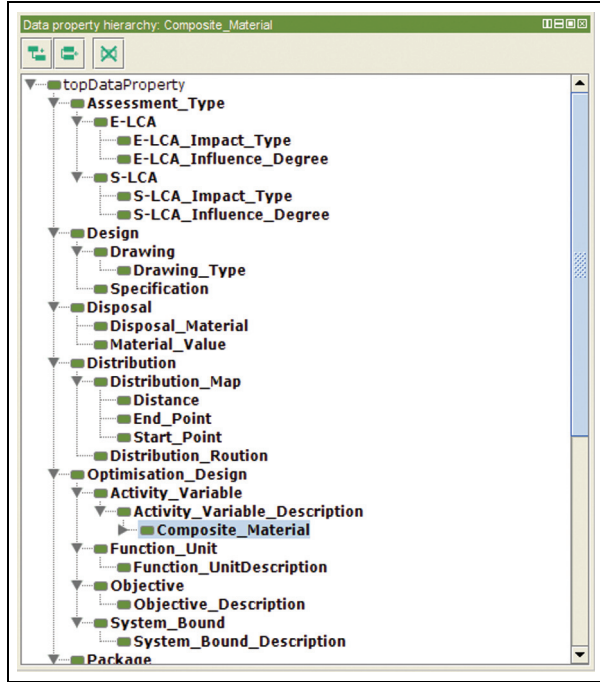 Data property hierarchy: Composite_Material
topDataProperty
Assessment_Type
E-LCA
E-LCA_Impact_Type
E-LCA_Influence_Degree
S-LCA
S-LCA_Impact_Type
S-LCA_Influence_Degree
Design
Drawing
Drawing_Type
Specification
Disposal
Disposal_Material
Material_Value
Distribution
Distribution_Map
Distance
End_Point
Start_Point
Distribution_Roution
Optimisation_Design
Activity_Variable
Activity_Variable_Description
Composite_Material
Function_Unit
Function_UnitDescription
Objective
Objective_Description
System_Bound
System_Bound_Description
Package